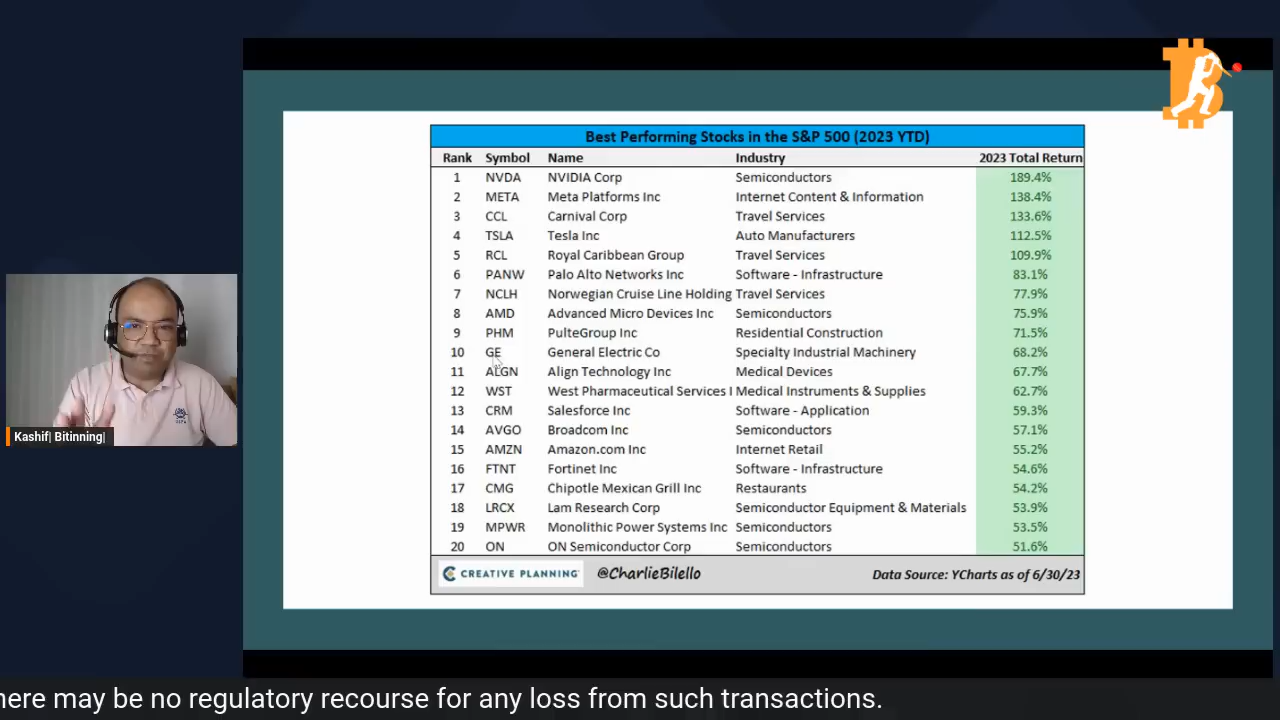 Best Performing Stocks in the S&P 500 (2023 YTD)
Rank Symbol Name Industry 2023 Total Return
1 NVDA NVIDIA Corp Semiconductors 189.4%
2 META Meta Platforms Inc Internet Content & Information 138.4%
3 CCL Carnival Corp Travel Services 133.6%
4 TSLA Tesla Inc Auto Manufacturers 112.5%
5 RCL Royal Caribbean Group Travel Services 109.9%
6 PANW Palo Alto Networks Inc Software - Infrastructure 83.1%
7 NCLH Norwegian Cruise Line Holding Travel Services 77.9%
8 AMD Advanced Micro Devices Inc Semiconductors 75.9%
9 PHM PulteGroup Inc Residential Construction 71.5%
10 GE General Electric Co Specialty Industrial Machinery 68.2%
11 ALGN Align Technology Inc Medical Devices 67.7%
12 WST West Pharmaceutical Services I Medical Instruments & Supplies 62.7%
13 CRM Salesforce Inc Software - Application 59.3%
14 AVGO Broadcom Inc Semiconductors 57.1%
15 AMZN Amazon.com Inc Internet Retail 55.2%
16 FTNT Fortinet Inc Software - Infrastructure 54.6%
17 CMG Chipotle Mexican Grill Inc Restaurants 54.2%
18 LRCX Lam Research Corp Semiconductor Equipment & Materials 53.9%
19 MPWR Monolithic Power Systems Inc Semiconductors 53.5%
20 ON ON Semiconductor Corp Semiconductors 51.6%
CREATIVE PLANNING @CharlieBilello Data Source: YCharts as of 6/30/23
Kashif| Bitinning|
here may be no regulatory recourse for any loss from such transactions.